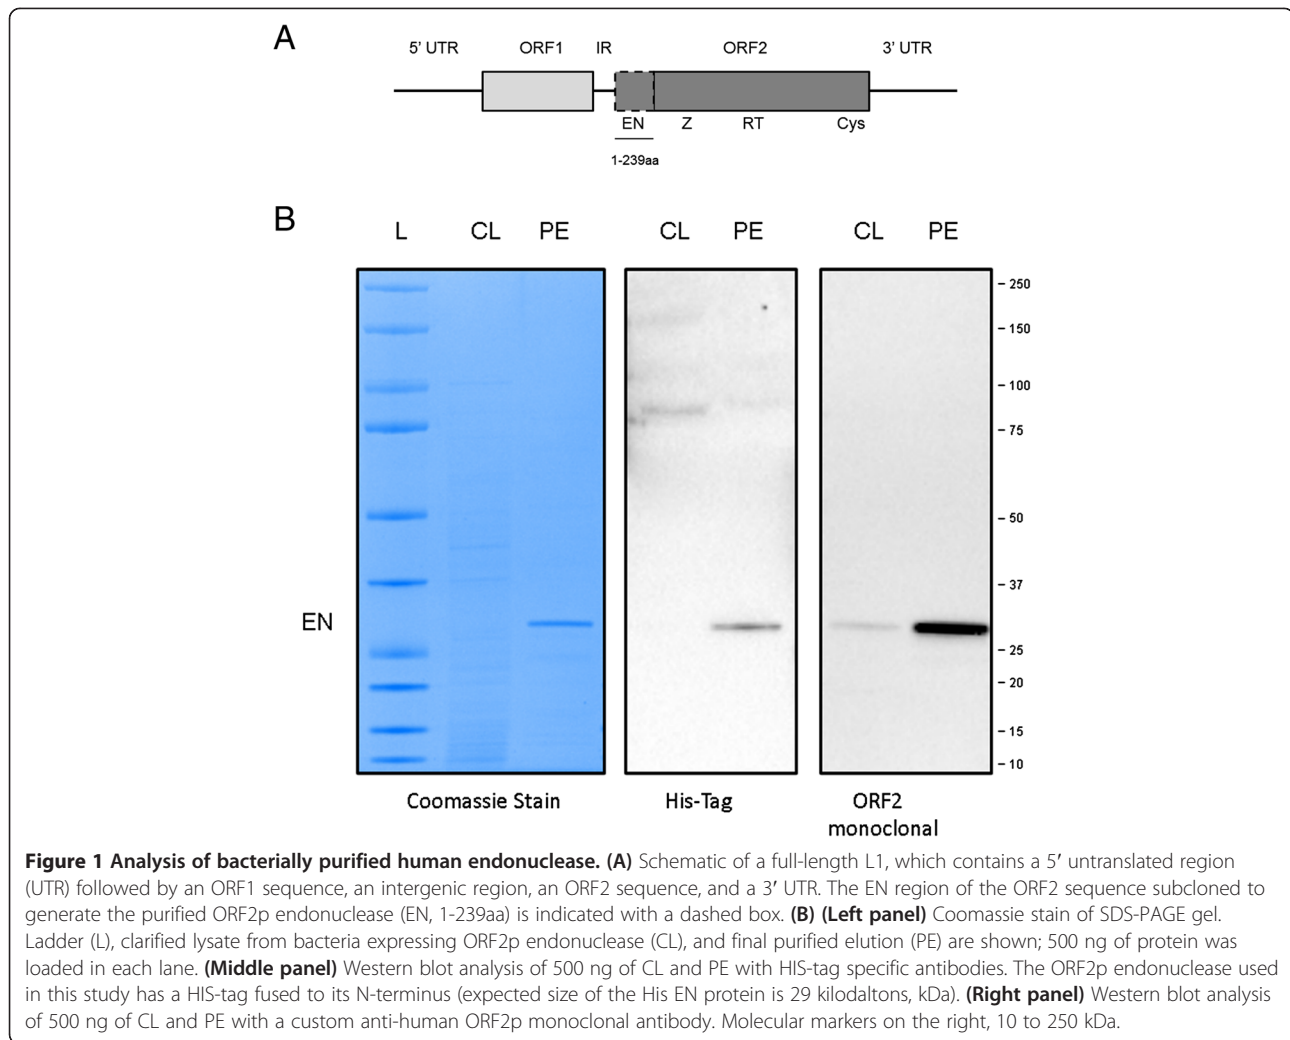 A
5′ UTR ORF1 IR ORF2 3′ UTR
EN Z RT Cys
1-239aa
B
L CL PE CL PE CL PE
- 250
- 150
- 100
- 75
- 50
- 37
EN
- 25
- 20
- 15
- 10
Coomassie Stain His-Tag ORF2
monoclonal
Figure 1 Analysis of bacterially purified human endonuclease. (A) Schematic of a full-length L1, which contains a 5′ untranslated region
(UTR) followed by an ORF1 sequence, an intergenic region, an ORF2 sequence, and a 3′ UTR. The EN region of the ORF2 sequence subcloned to
generate the purified ORF2p endonuclease (EN, 1-239aa) is indicated with a dashed box. (B) (Left panel) Coomassie stain of SDS-PAGE gel.
Ladder (L), clarified lysate from bacteria expressing ORF2p endonuclease (CL), and final purified elution (PE) are shown; 500 ng of protein was
loaded in each lane. (Middle panel) Western blot analysis of 500 ng of CL and PE with HIS-tag specific antibodies. The ORF2p endonuclease used
in this study has a HIS-tag fused to its N-terminus (expected size of the His EN protein is 29 kilodaltons, kDa). (Right panel) Western blot analysis
of 500 ng of CL and PE with a custom anti-human ORF2p monoclonal antibody. Molecular markers on the right, 10 to 250 kDa.